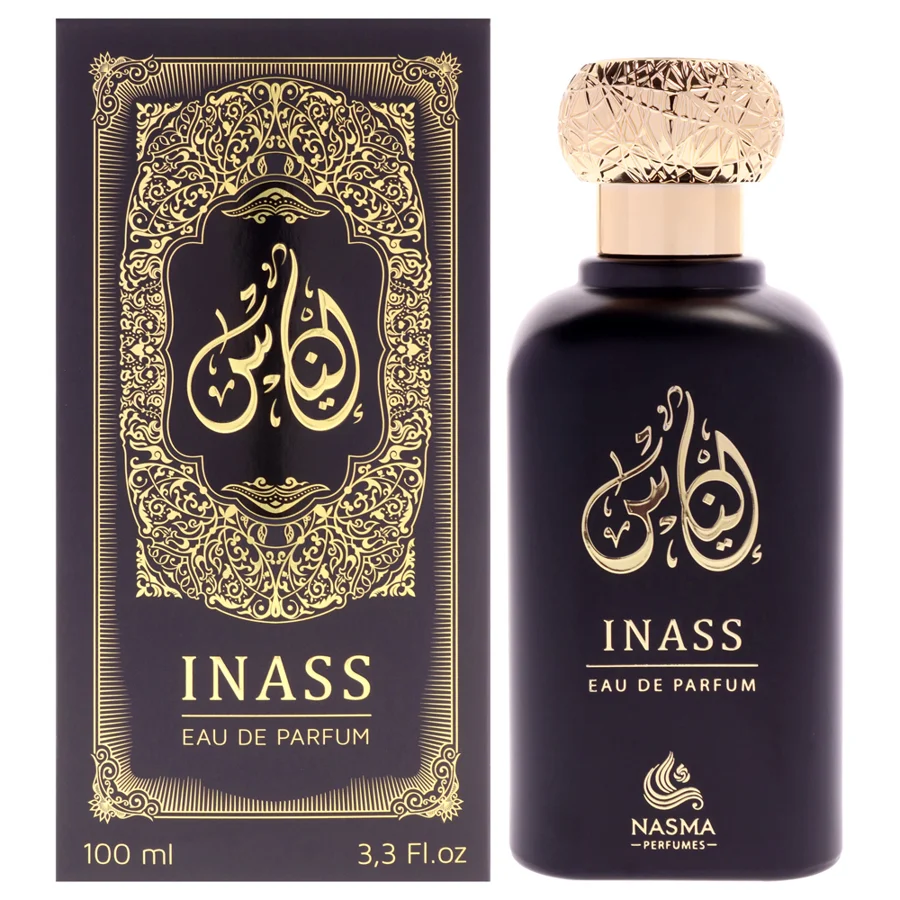 إيناس
INASS
EAU DE PARFUM
100 ml
3,3 Fl.oz
إيناس
INASS
EAU DE PARFUM
NASMA
PERFUMES